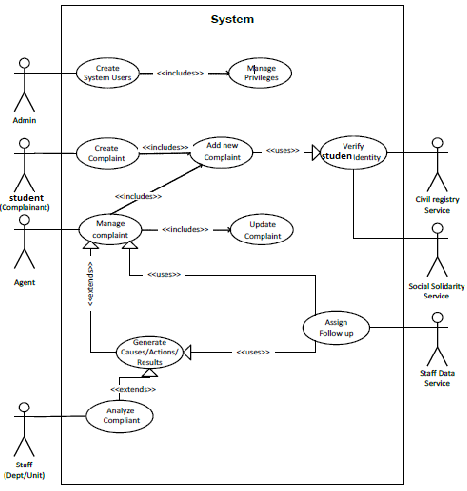 System
Create
System Users
<<includes>>
Manage
Privileges
Admin
Create
Complaint
<<includes>>
Add new
Complaint
<<uses>>
Verify
studen Identity
student
(Complainant)
Civil registry
Service
<<includes>>
Manage
complaint
<<includes>>
Update
Complaint
Agent
Social Solidarity
Service
<<extends>>
<<uses>>
Assign
Follow up
Generate
Causes/Actions/
Results
<<uses>>
Staff Data
Service
<<extends>>
Analyze
Compliant
Staff
(Dept/Unit)